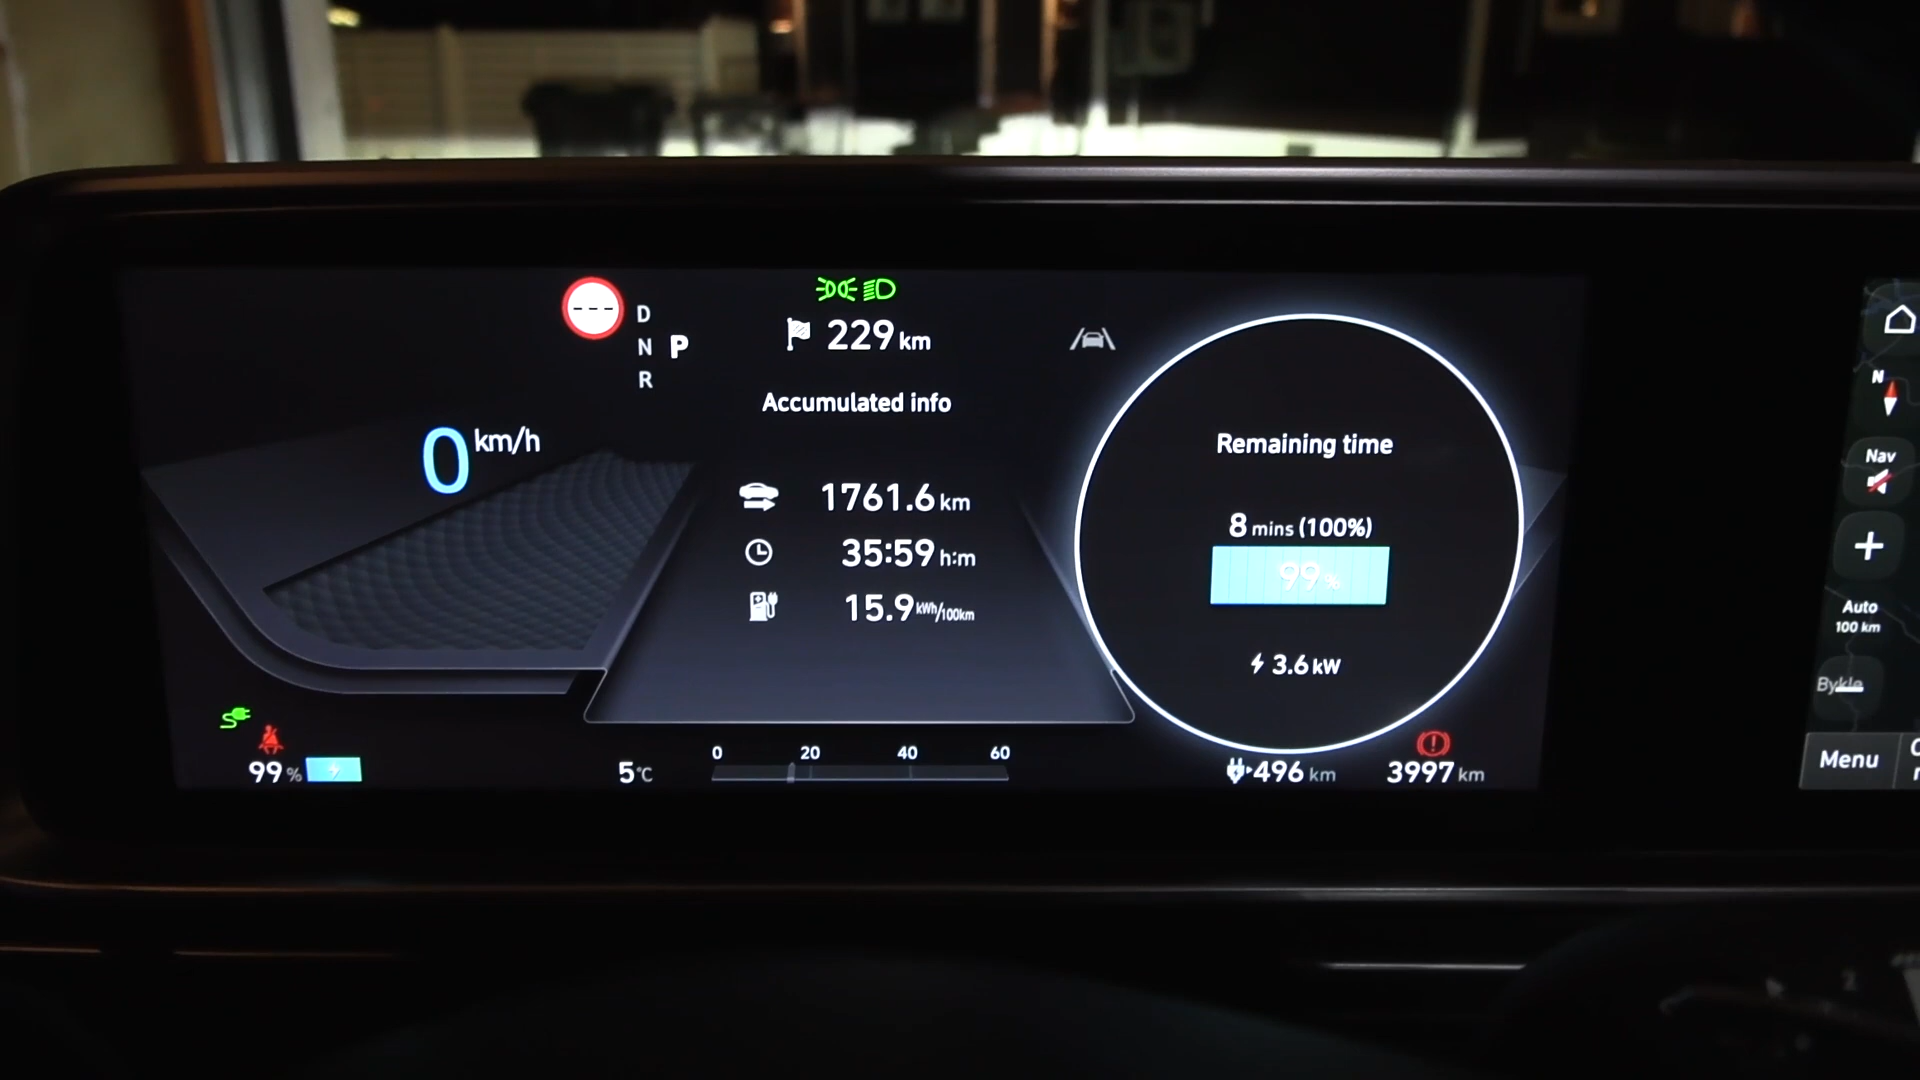 D
N P
R
229 km
Accumulated info
0 km/h
1761.6 km
35:59 h:m
15.9 kWh/100km
Remaining time
8 mins (100%)
99 %
3.6 kW
99 %
5°C
0 20 40 60
496 km
3997 km
N
Nav
Auto
100 km
Bykle
Menu